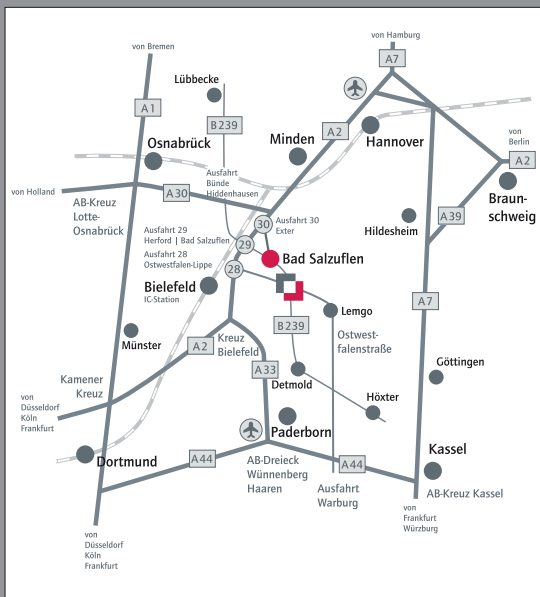 von Hamburg
von Bremen
A7
Lübbecke
A1
B 239
A2
Minden
Hannover
von
Berlin
A2
Osnabrück
von Holland
A30
Ausfahrt
Bünde
Hiddenhausen
Braun-
schweig
AB-Kreuz
Lotte-
Osnabrück
A39
Hildesheim
30
Ausfahrt 30
Exter
Ausfahrt 29
Herford | Bad Salzuflen
29
Ausfahrt 28
Ostwestfalen-Lippe
28
Bad Salzuflen
Bielefeld
IC-Station
A7
Lemgo
B239
Münster
A2
Kreuz
Bielefeld
Ostwest-
falenstraße
A33
Göttingen
Kamener
Kreuz
Detmold
von
Düsseldorf
Köln
Frankfurt
Höxter
Paderborn
Dortmund
A44
AB-Dreieck
Wünnenberg
Haaren
A44
Kassel
Ausfahrt
Warburg
AB-Kreuz Kassel
von
Frankfurt
Würzburg
von
Düsseldorf
Köln
Frankfurt